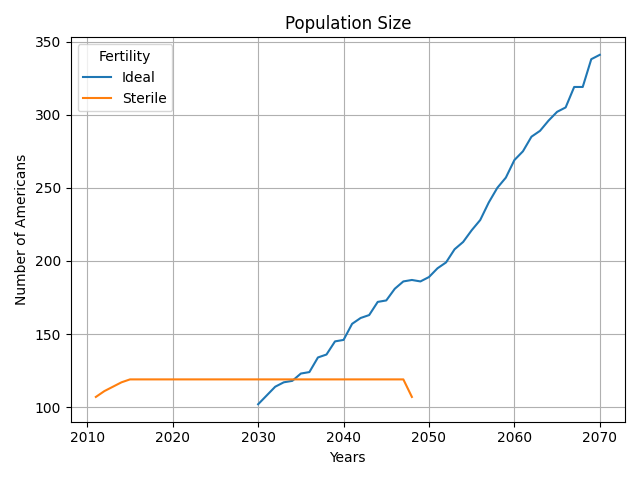 Population Size
Fertility
Ideal
Sterile
Number of Americans
350
300
250
200
150
100
2010 2020 2030 2040 2050 2060 2070
Years